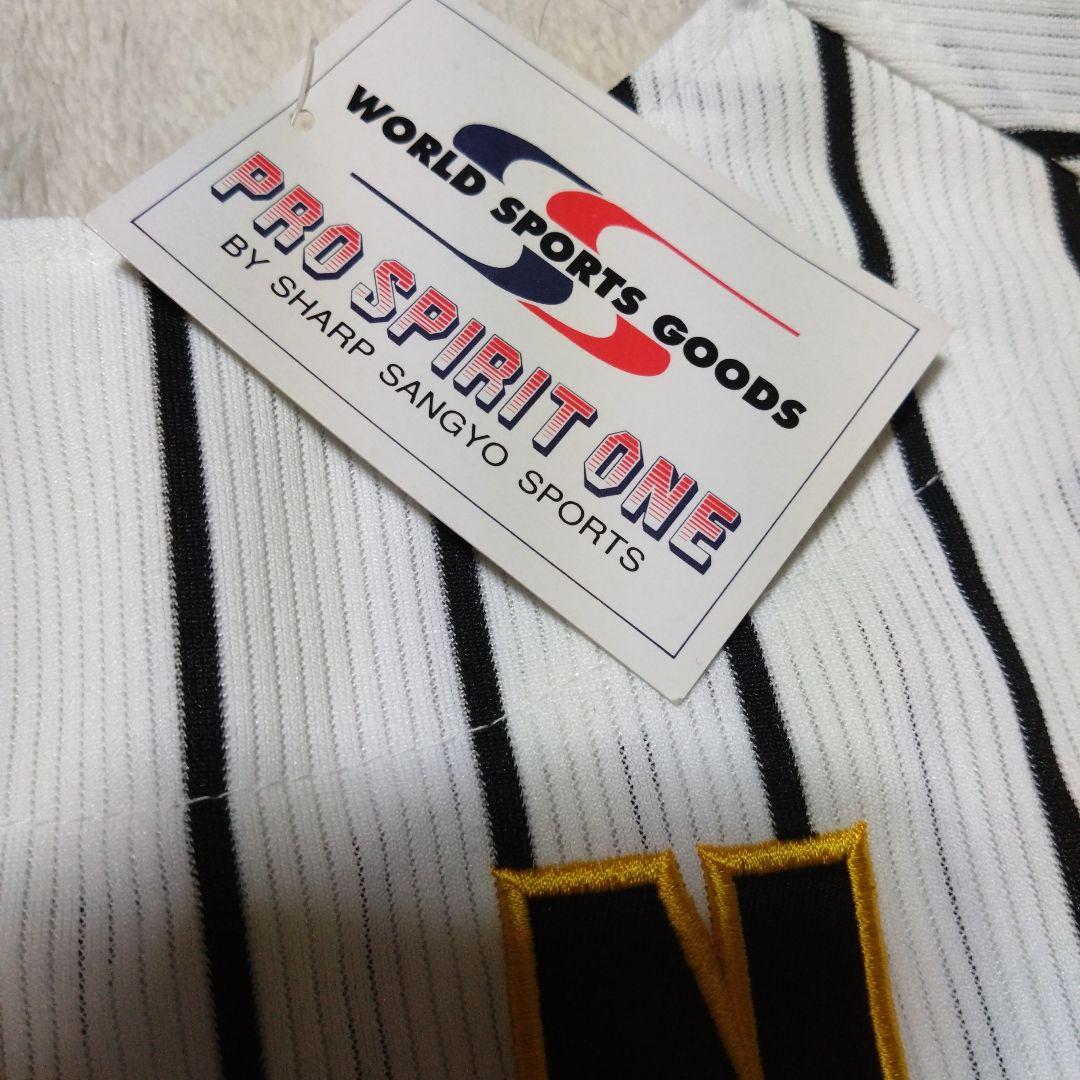 WORLD SPORTS GOODS
PRO SPIRIT ONE
BY SHARP SANGYO SPORTS